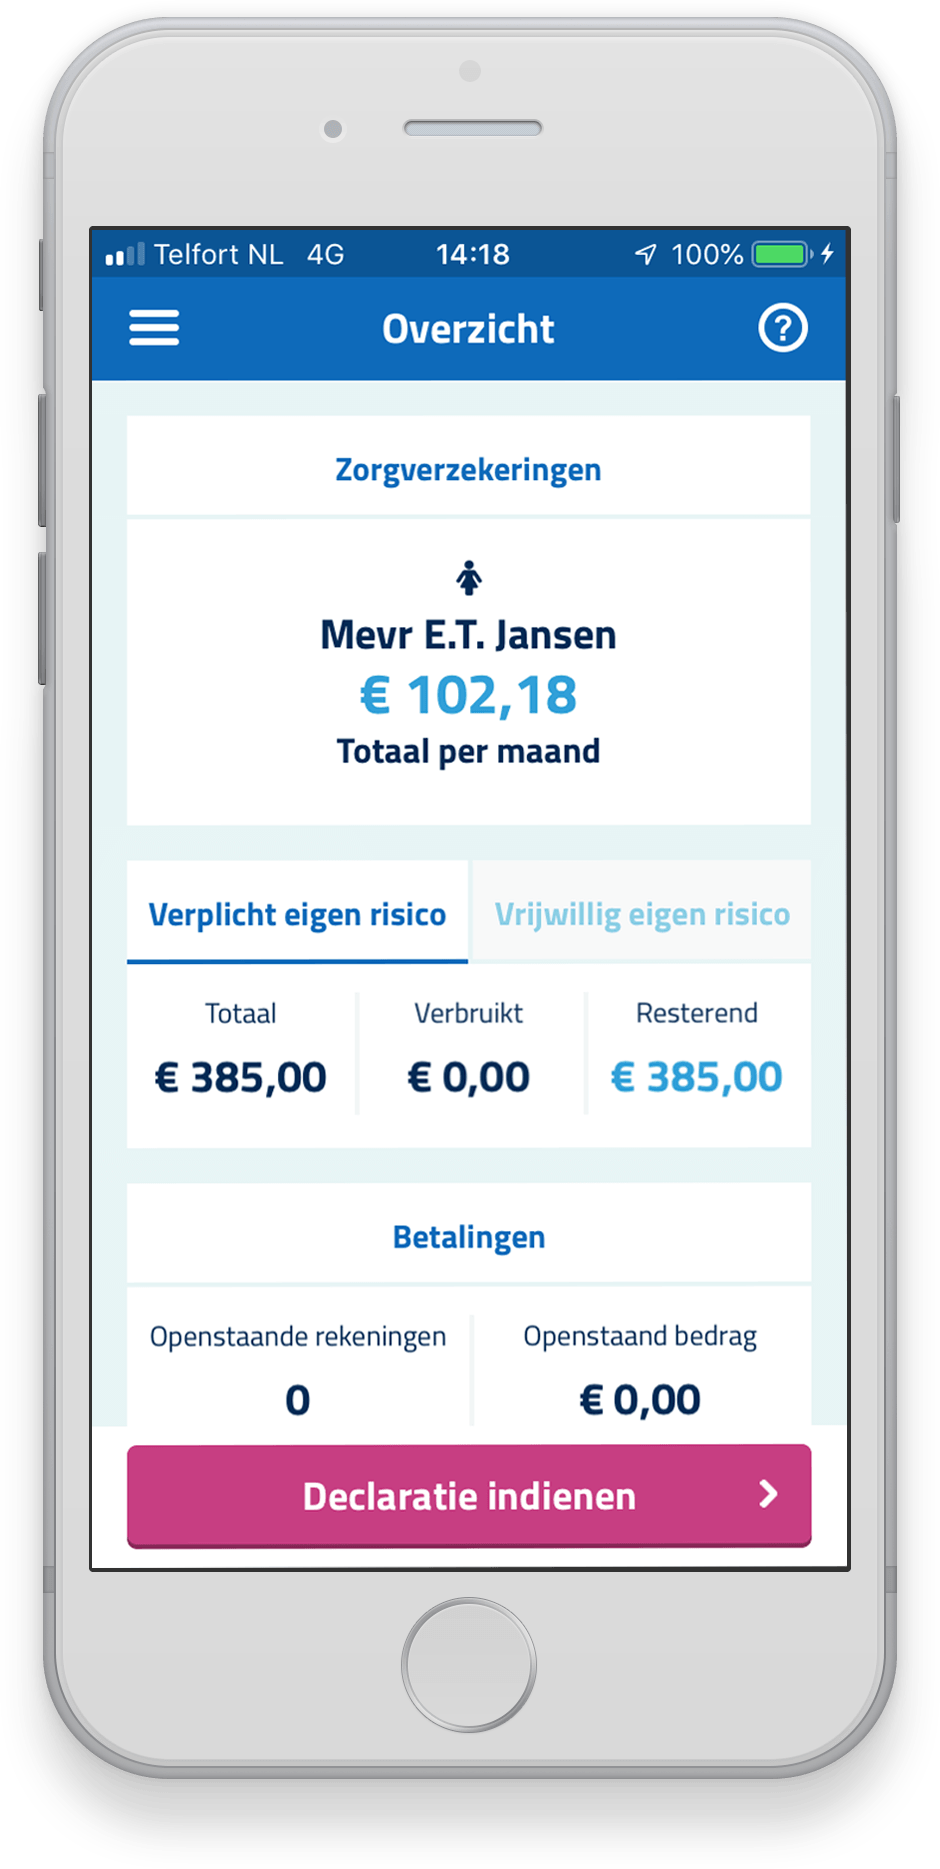 Telfort NL 4G 14:18 100%
Overzicht ?
Zorgverzekeringen
Mevr E.T. Jansen
€ 102,18
Totaal per maand
Verplicht eigen risico Vrijwillig eigen risico
Totaal Verbruikt Resterend
€ 385,00 € 0,00 € 385,00
Betalingen
Openstaande rekeningen Openstaand bedrag
0 € 0,00
Declaratie indienen